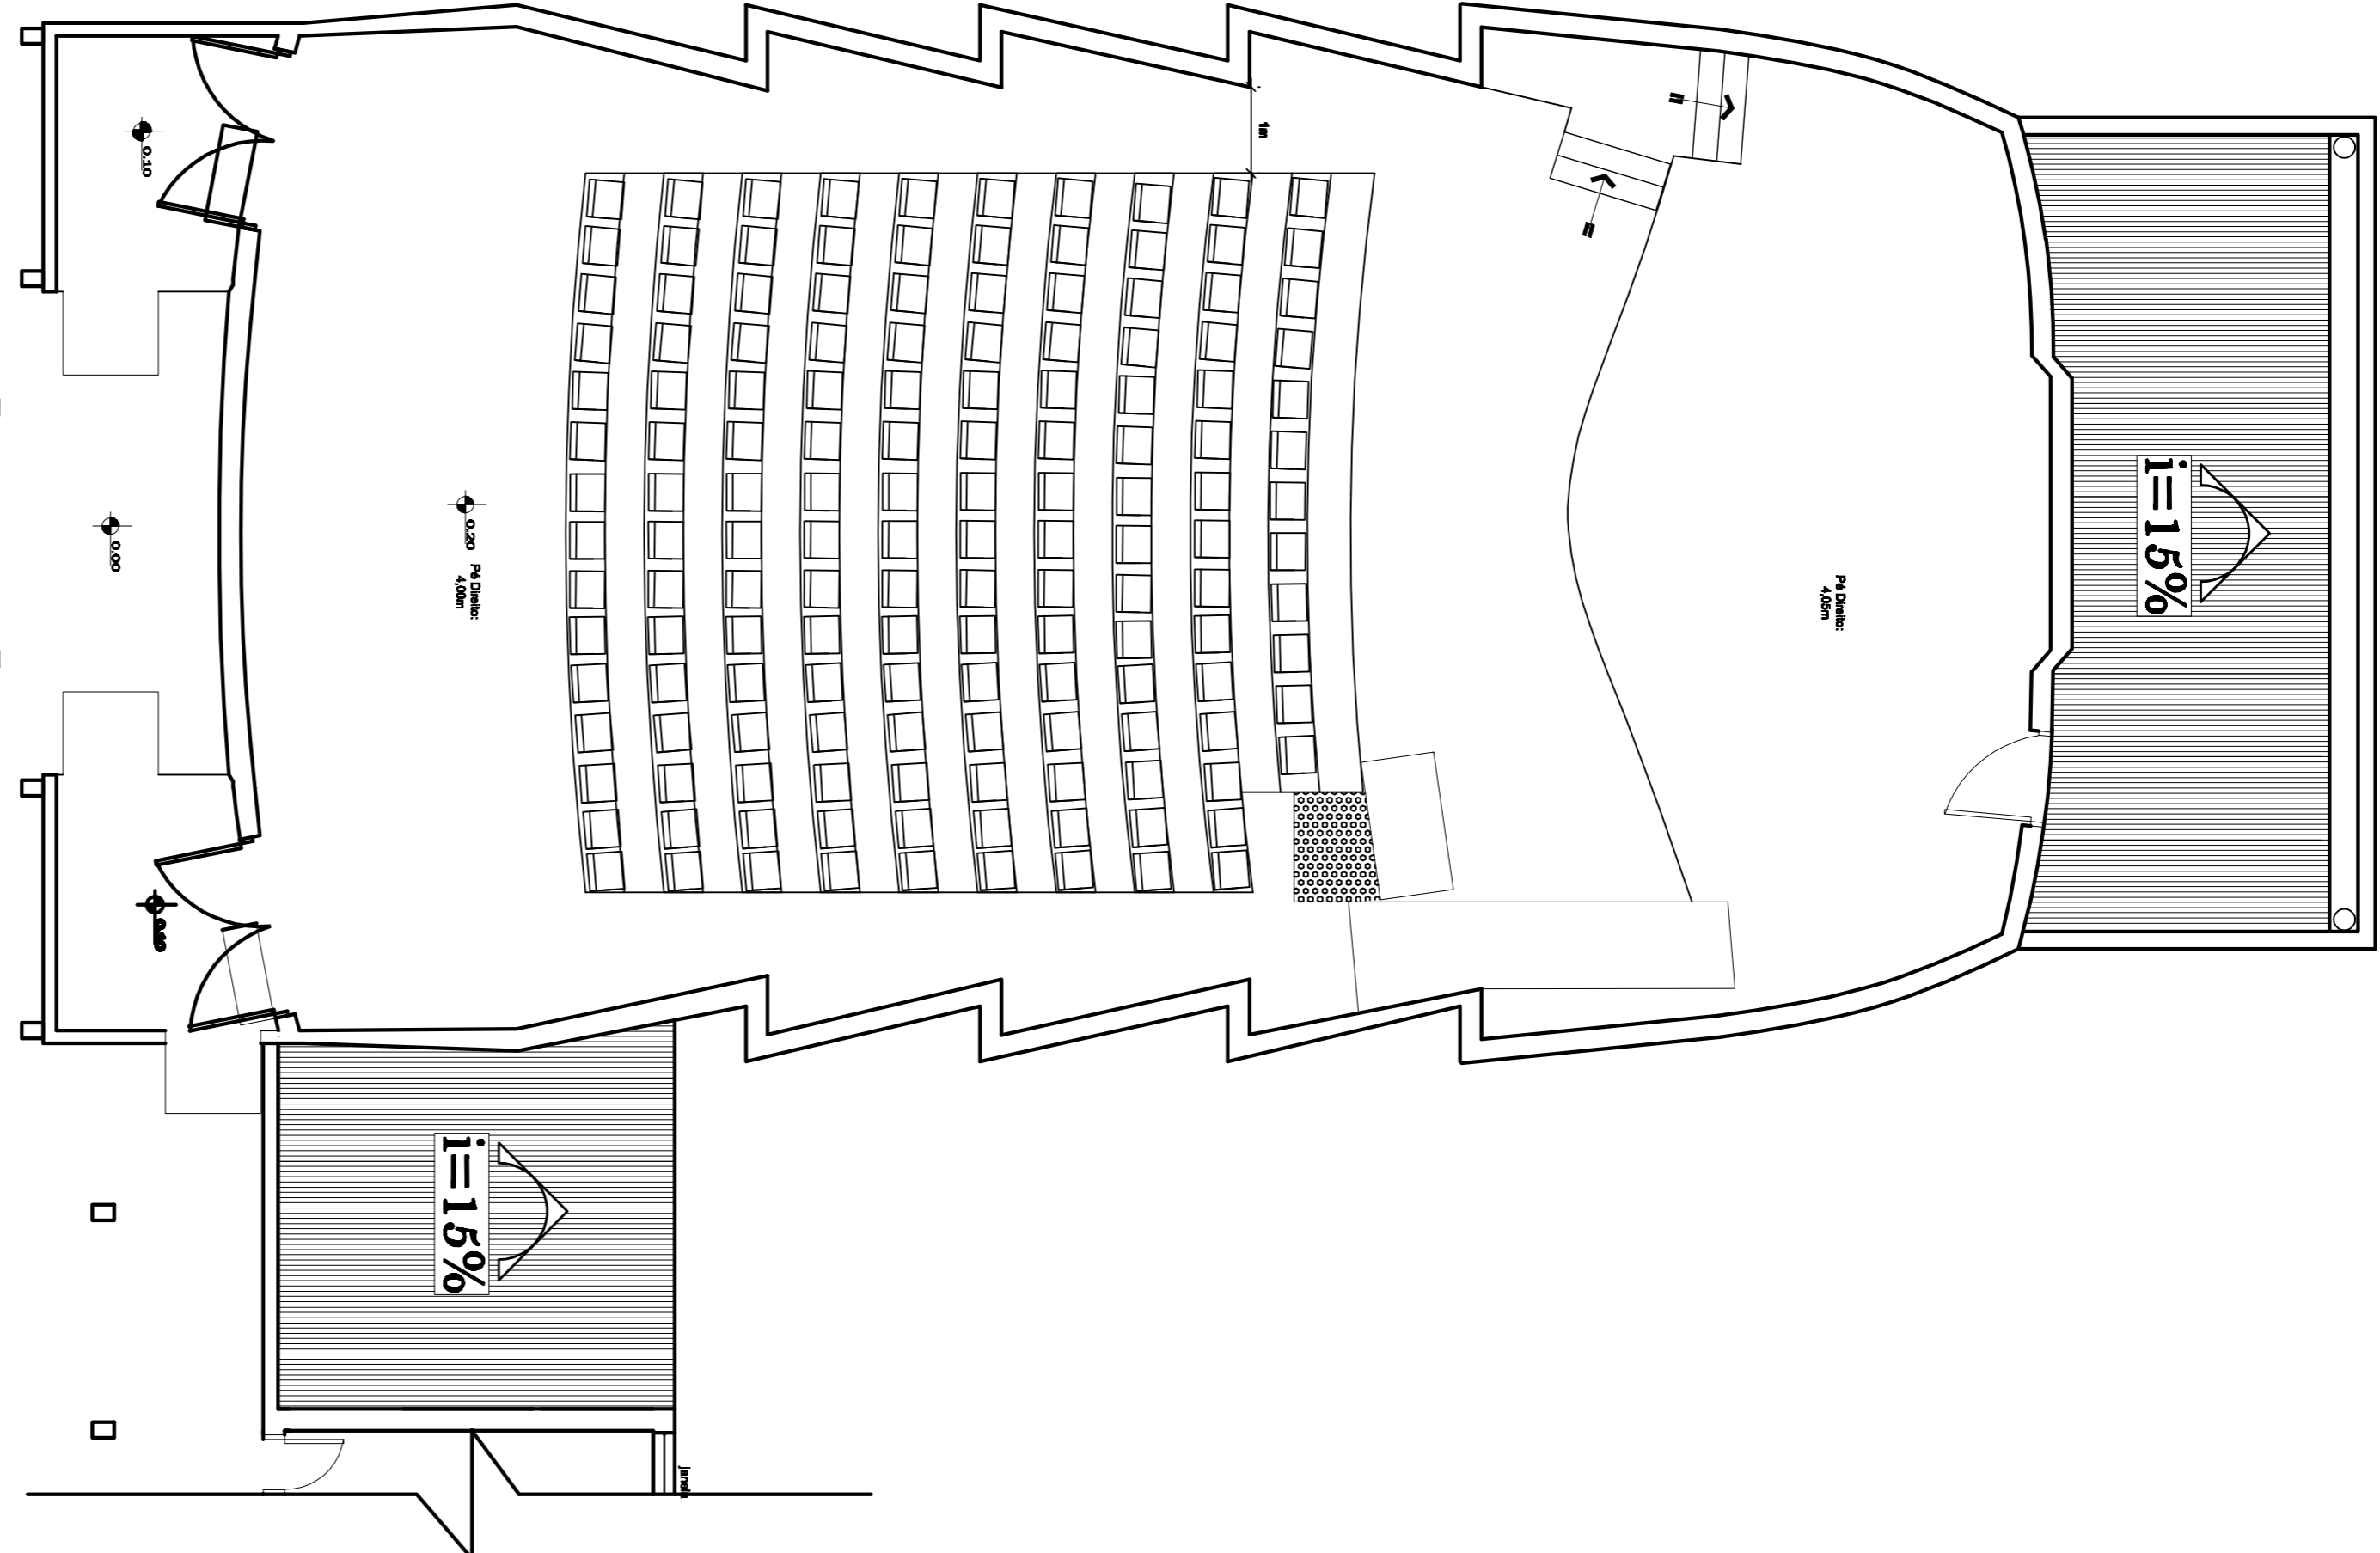 0.10
0.00
0.20
Pé Direito:
4,00m
1m
Pé Direito:
4,05m
i=15%
i=15%
janela